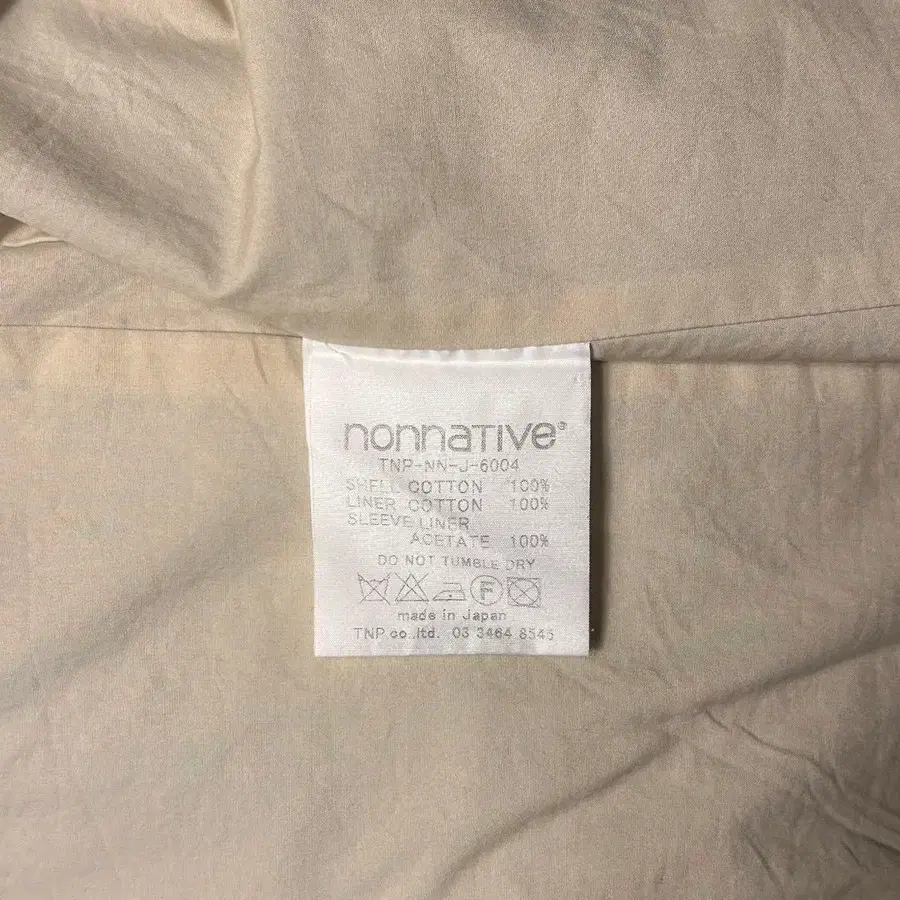 nonnative®
TNP-NN-J-6004
SHELL COTTON 100%
LINER COTTON 100%
SLEEVE LINER
ACETATE 100%
DO NOT TUMBLE DRY
F
made in Japan
TNP co.,ltd. 03 3464 8545